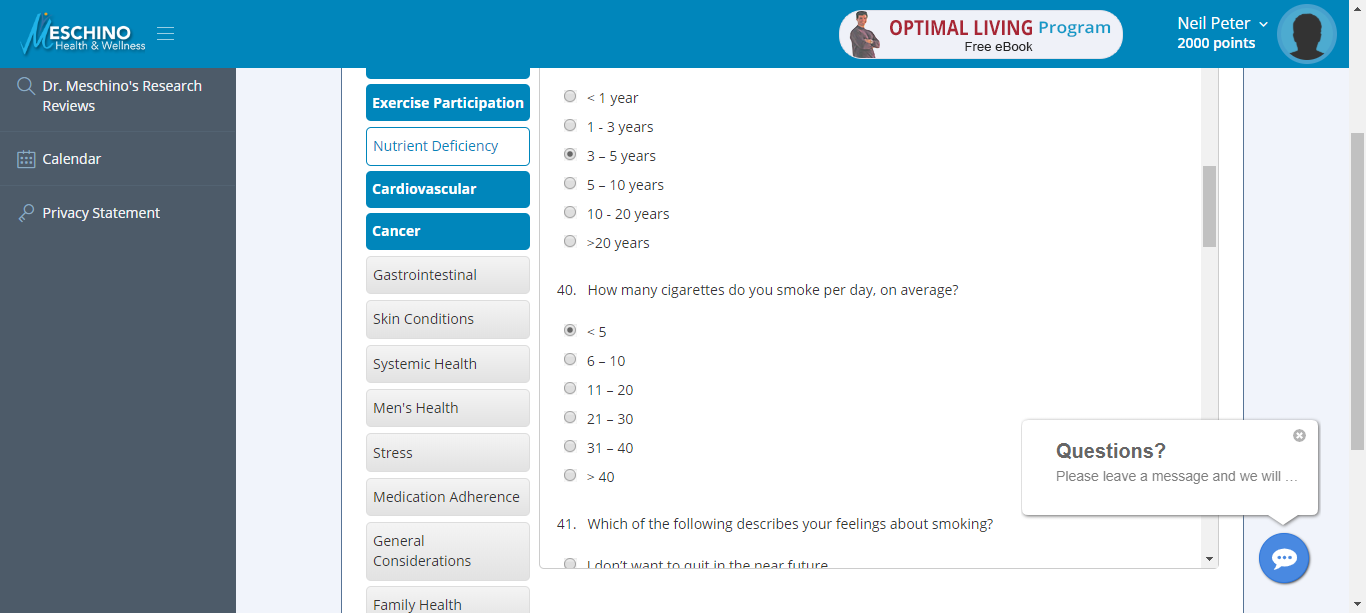 MESCHINO
Health & Wellness
OPTIMAL LIVING Program
Free eBook
Neil Peter
2000 points
Dr. Meschino's Research
Reviews
Calendar
Privacy Statement
Exercise Participation
Nutrient Deficiency
Cardiovascular
Cancer
Gastrointestinal
Skin Conditions
Systemic Health
Men's Health
Stress
Medication Adherence
General
Considerations
Family Health
< 1 year
1 - 3 years
3 – 5 years
5 – 10 years
10 - 20 years
>20 years
40. How many cigarettes do you smoke per day, on average?
< 5
6 – 10
11 – 20
21 – 30
31 – 40
> 40
41. Which of the following describes your feelings about smoking?
I don't want to quit in the near future
Questions?
Please leave a message and we will ...